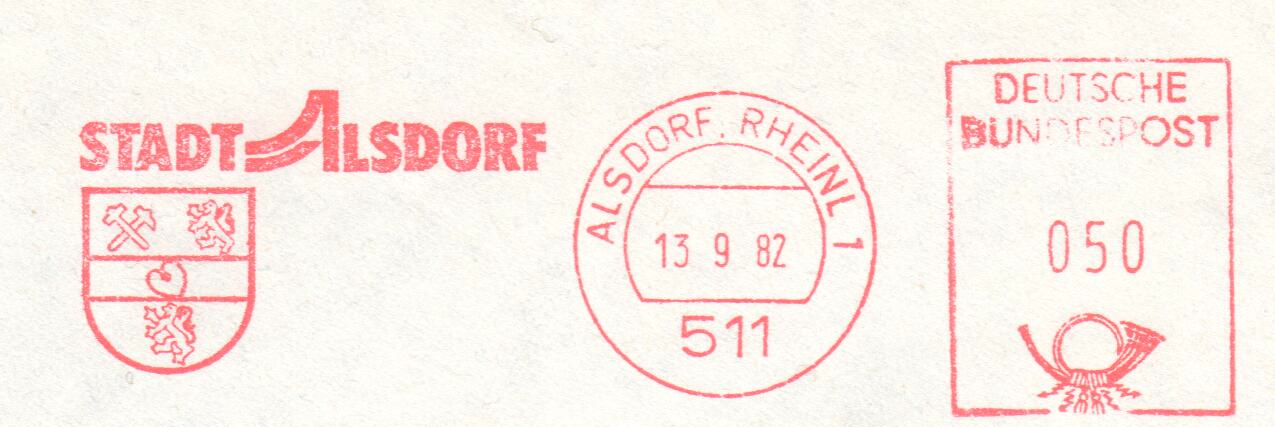 STADT ALSDORF
ALSDORF, RHEINL 1
13 9 82
511
DEUTSCHE
BUNDESPOST
050